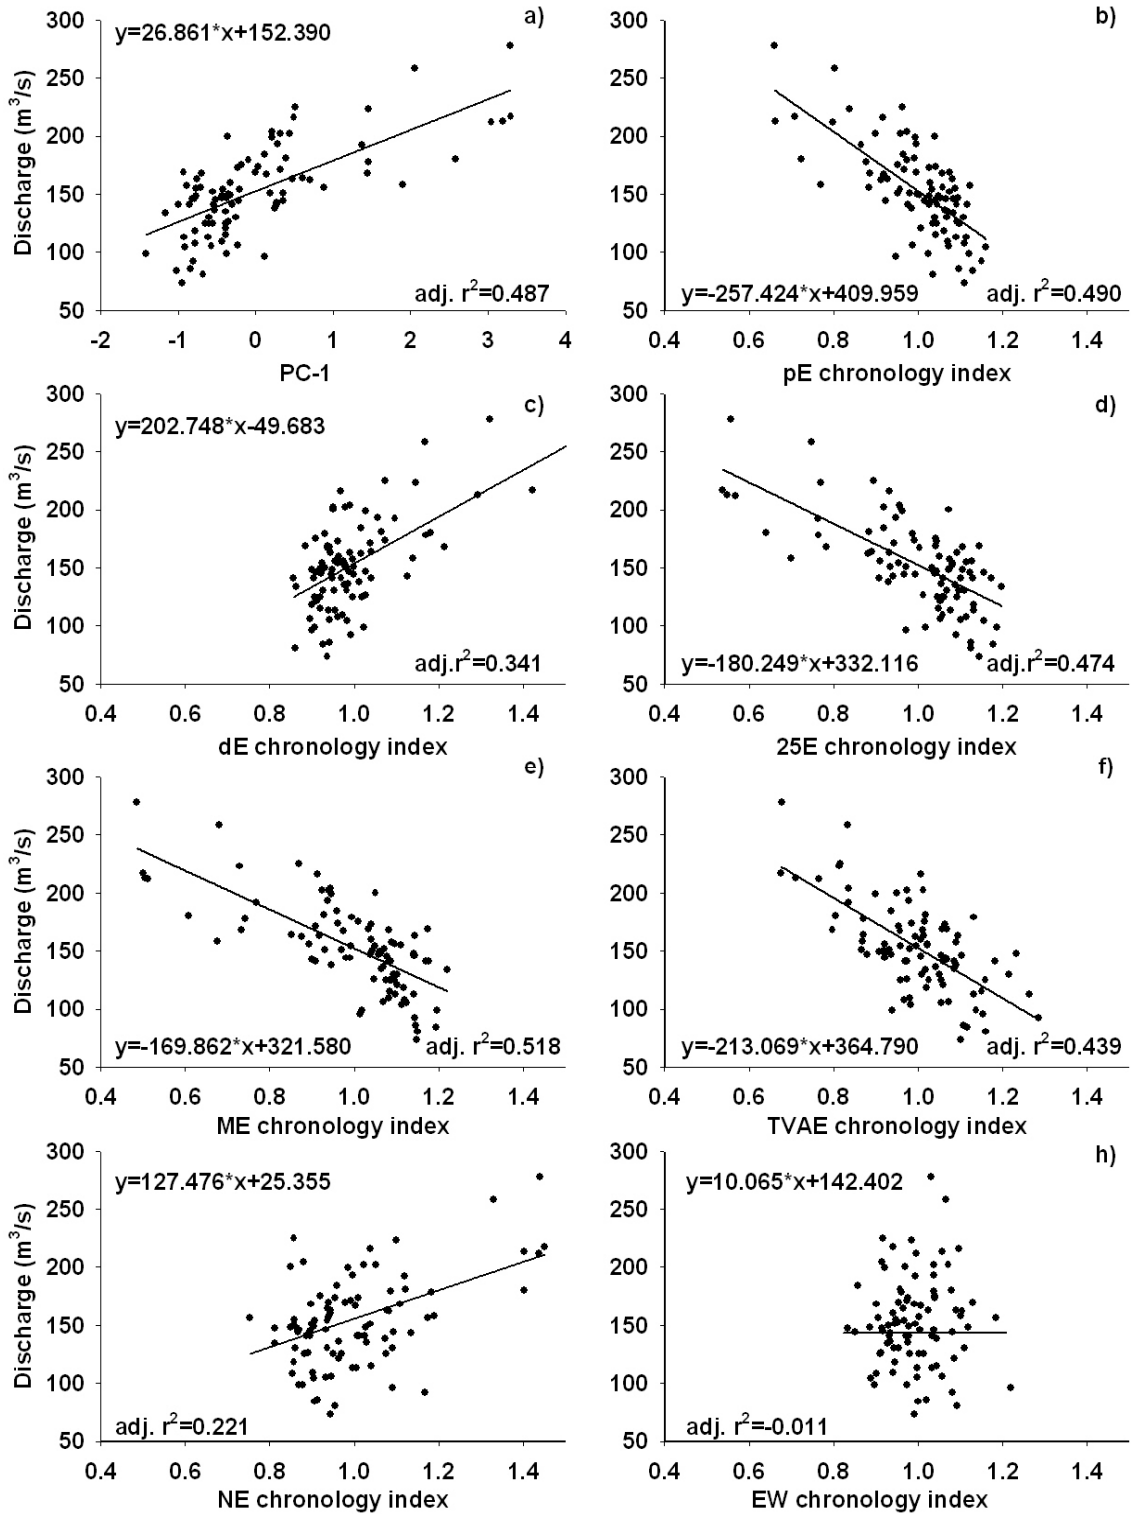 a)
y=26.861*x+152.390
300
250
200
150
100
50
Discharge (m³/s)
adj. r²=0.487
-2 -1 0 1 2 3 4
PC-1
b)
300
250
200
150
100
50
y=-257.424*x+409.959 adj. r²=0.490
0.4 0.6 0.8 1.0 1.2 1.4
pE chronology index
c)
y=202.748*x-49.683
300
250
200
150
100
50
Discharge (m³/s)
adj.r²=0.341
0.4 0.6 0.8 1.0 1.2 1.4
dE chronology index
d)
300
250
200
150
100
50
y=-180.249*x+332.116 adj. r²=0.474
0.4 0.6 0.8 1.0 1.2 1.4
25E chronology index
e)
300
250
200
150
100
50
Discharge (m³/s)
y=-169.862*x+321.580 adj. r²=0.518
0.4 0.6 0.8 1.0 1.2 1.4
ME chronology index
f)
300
250
200
150
100
50
y=-213.069*x+364.790 adj. r²=0.439
0.4 0.6 0.8 1.0 1.2 1.4
TVAE chronology index
y=127.476*x+25.355
300
250
200
150
100
50
Discharge (m³/s)
adj. r²=0.221
0.4 0.6 0.8 1.0 1.2 1.4
NE chronology index
h)
y=10.065*x+142.402
300
250
200
150
100
50
adj. r²=-0.011
0.4 0.6 0.8 1.0 1.2 1.4
EW chronology index